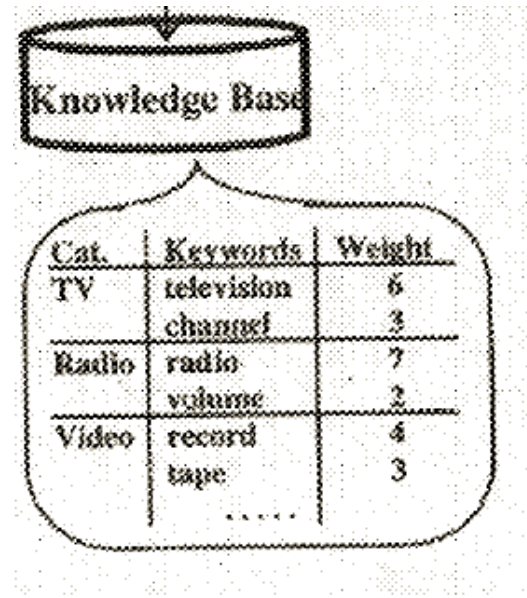 Knowledge Base
Cat. Keywords Weight
TV television 6
channel 3
Radio radio 7
volume 2
Video record 4
tape 3
.....